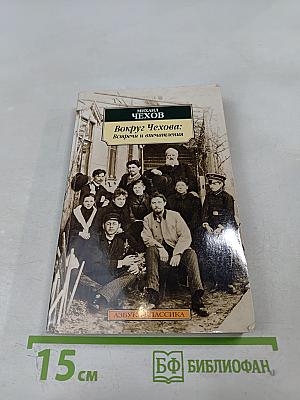 МИХАИЛ
ЧЕХОВ
Вокруг Чехова:
Встречи и впечатления
АЗБУКА-КЛАССИКА
15 см
БФ БИБЛИОФАН